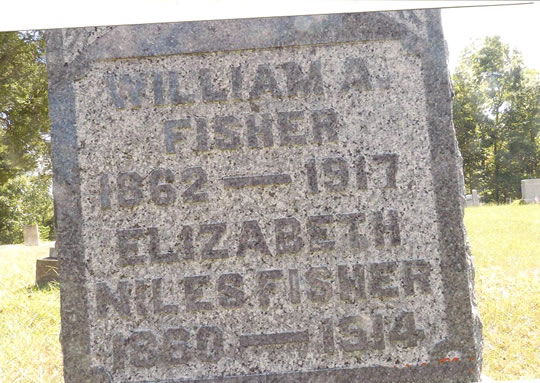 WILLIAM A.
FISHER
1862 — 1917
ELIZABETH
NILES FISHER
1880 — 1914